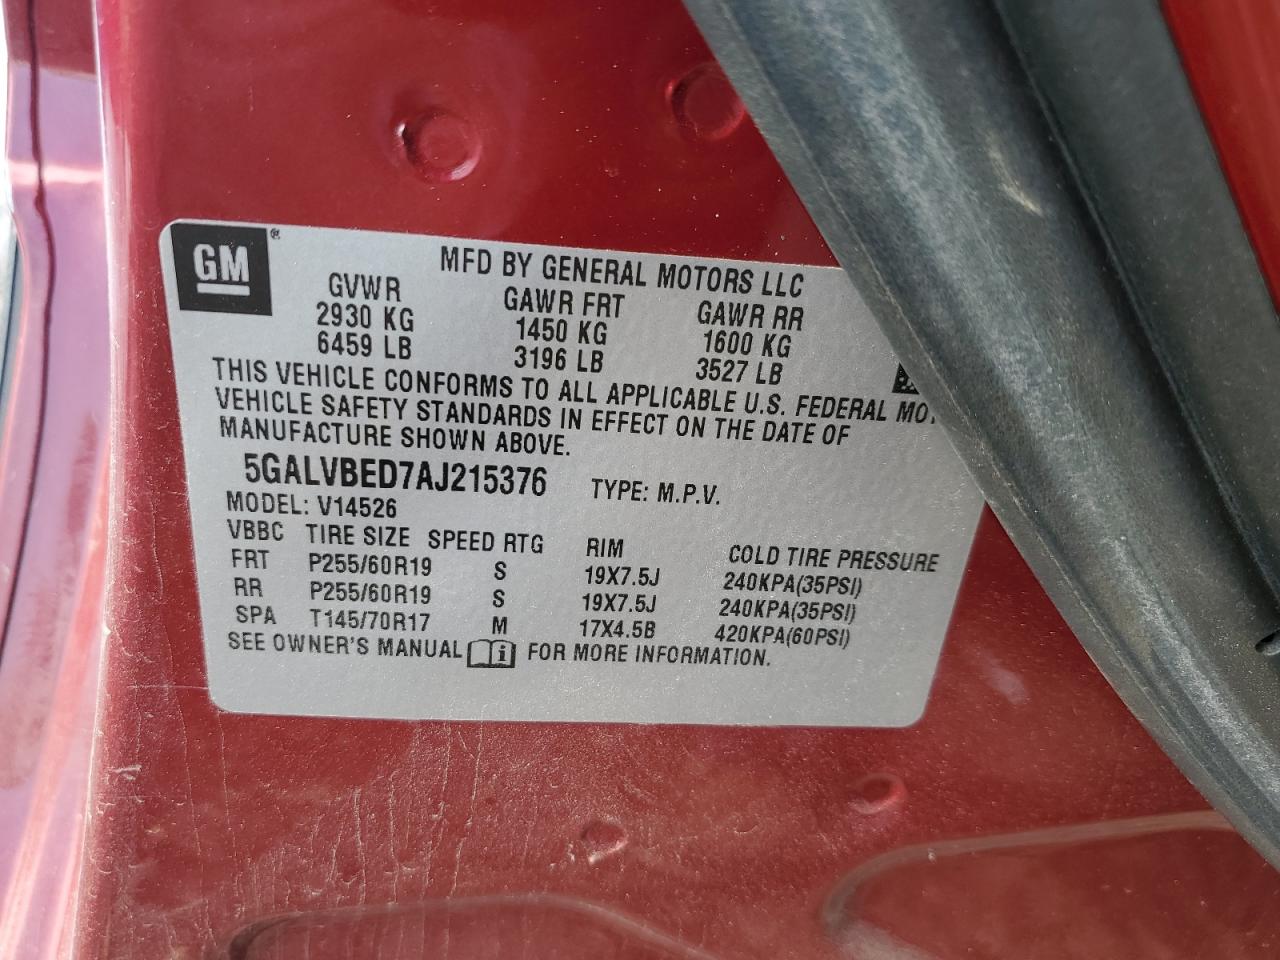 GM®
MFD BY GENERAL MOTORS LLC
GVWR GAWR FRT GAWR RR
2930 KG 1450 KG 1600 KG
6459 LB 3196 LB 3527 LB
THIS VEHICLE CONFORMS TO ALL APPLICABLE U.S. FEDERAL
VEHICLE SAFETY STANDARDS IN EFFECT ON THE DATE OF
MANUFACTURE SHOWN ABOVE.
5GALVBED7AJ215376 TYPE: M.P.V.
MODEL: V14526
VBBC TIRE SIZE SPEED RTG RIM COLD TIRE PRESSURE
FRT P255/60R19 S 19X7.5J 240KPA(35PSI)
RR P255/60R19 S 19X7.5J 240KPA(35PSI)
SPA T145/70R17 M 17X4.5B 420KPA(60PSI)
SEE OWNER'S MANUAL i FOR MORE INFORMATION.